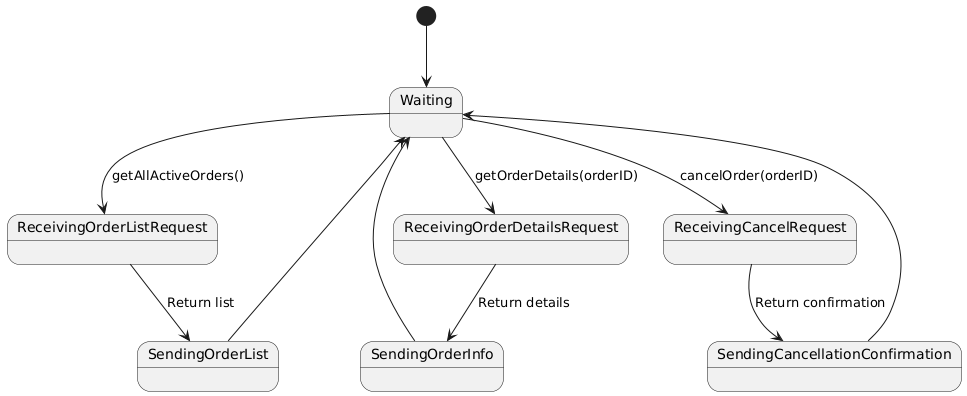 Waiting
getAllActiveOrders()
getOrderDetails(orderID)
cancelOrder(orderID)
ReceivingOrderListRequest
ReceivingOrderDetailsRequest
ReceivingCancelRequest
Return list
Return details
Return confirmation
SendingOrderList
SendingOrderInfo
SendingCancellationConfirmation